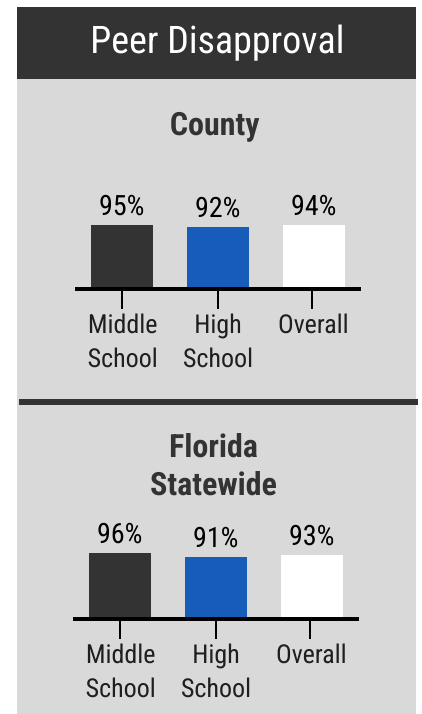 Peer Disapproval
County
95% 92% 94%
Middle School High School Overall
Florida
Statewide
96% 91% 93%
Middle School High School Overall